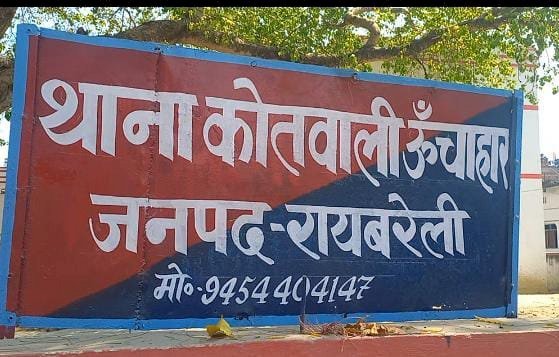 थाना कोतवाली ऊँचाहार
जनपद-रायबरेली
मो०-9454404147